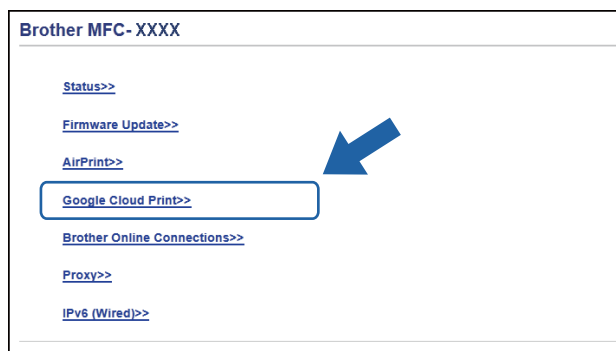 Brother MFC- XXXX
Status>>
Firmware Update>>
AirPrint>>
Google Cloud Print>>
Brother Online Connections>>
Proxy>>
IPv6 (Wired)>>